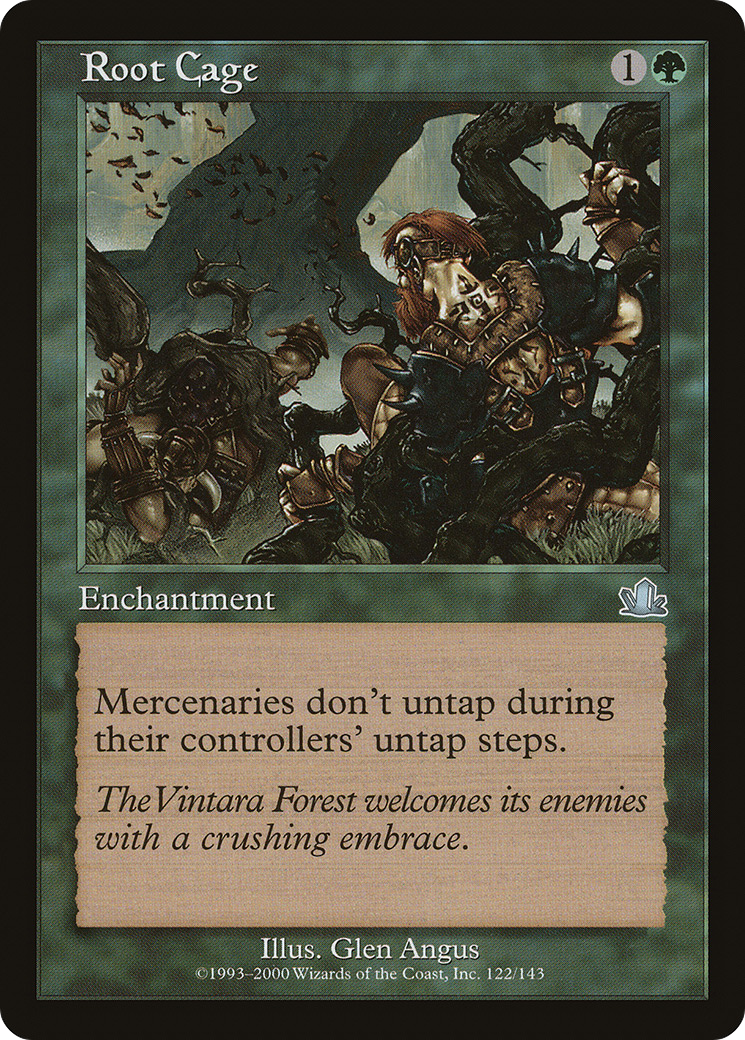 Root Cage
1
Enchantment
Mercenaries don't untap during
their controllers' untap steps.
The Vintara Forest welcomes its enemies
with a crushing embrace.
Illus. Glen Angus
©1993–2000 Wizards of the Coast, Inc. 122/143